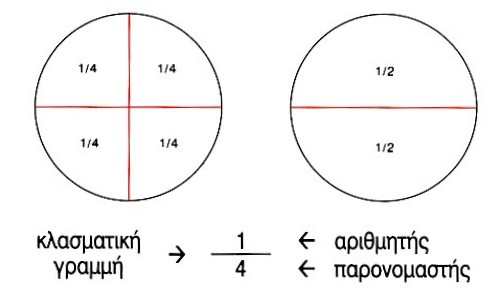 1/4 1/4
1/2
1/4 1/4
1/2
κλασματική → 1 ← αριθμητής
γραμμή 4 ← παρονομαστής